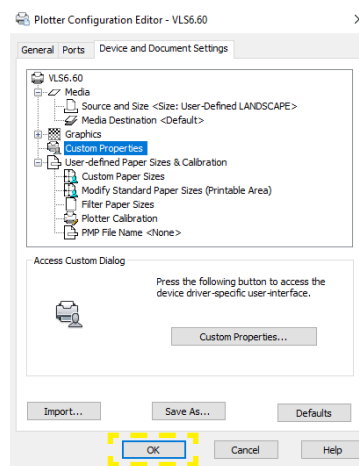 Plotter Configuration Editor - VLS6.60
General Ports Device and Document Settings
VLS6.60
Media
Source and Size <Size: User-Defined LANDSCAPE>
Media Destination <Default>
Graphics
Custom Properties
User-defined Paper Sizes & Calibration
Custom Paper Sizes
Modify Standard Paper Sizes (Printable Area)
Filter Paper Sizes
Plotter Calibration
PMP File Name <None>
Access Custom Dialog
Press the following button to access the
device driver-specific user-interface.
Custom Properties...
Import... Save As... Defaults
OK Cancel Help